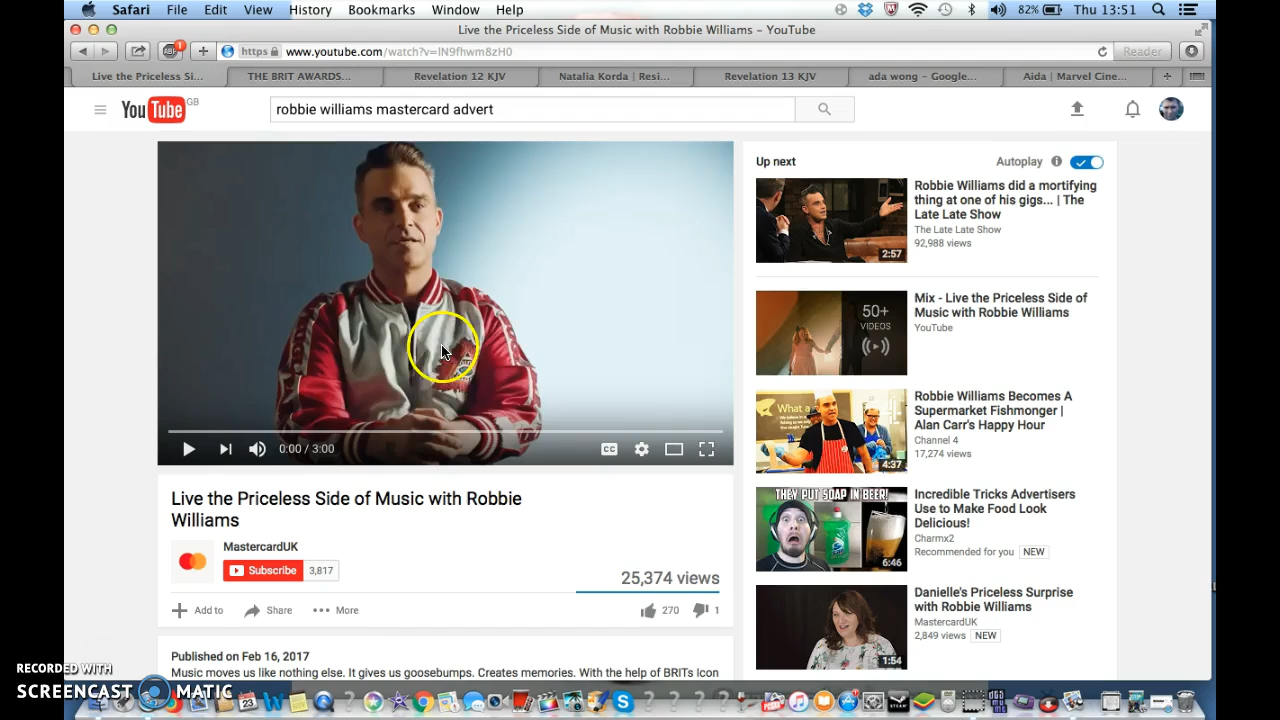 Safari File Edit View History Bookmarks Window Help 82% Thu 13:51
Live the Priceless Side of Music with Robbie Williams – YouTube
ABP 1 https www.youtube.com/watch?v=lN9fhwm8zH0 Reader
Live the Priceless Si... THE BRIT AWARDS... Revelation 12 KJV Natalia Korda | Resi... Revelation 13 KJV ada wong – Google... Aida | Marvel Cine...
YouTube GB
robbie williams mastercard advert
0:00 / 3:00 CC
Live the Priceless Side of Music with Robbie
Williams
MastercardUK
Subscribe 3,817
25,374 views
Add to Share More 270 1
Published on Feb 16, 2017
Music moves us like nothing else. It gives us goosebumps. Creates memories. With the help of BRITs Icon
Up next Autoplay
2:57
Robbie Williams did a mortifying
thing at one of his gigs... | The
Late Late Show
The Late Late Show
92,988 views
50+
VIDEOS
Mix - Live the Priceless Side of
Music with Robbie Williams
YouTube
What a
4:37
Robbie Williams Becomes A
Supermarket Fishmonger |
Alan Carr's Happy Hour
Channel 4
17,274 views
THEY PUT SOAP IN BEER!
6:46
Incredible Tricks Advertisers
Use to Make Food Look
Delicious!
Charmx2
Recommended for you NEW
1:54
Danielle's Priceless Surprise
with Robbie Williams
MastercardUK
2,849 views NEW
RECORDED WITH
SCREENCAST MATIC
23
STEAM